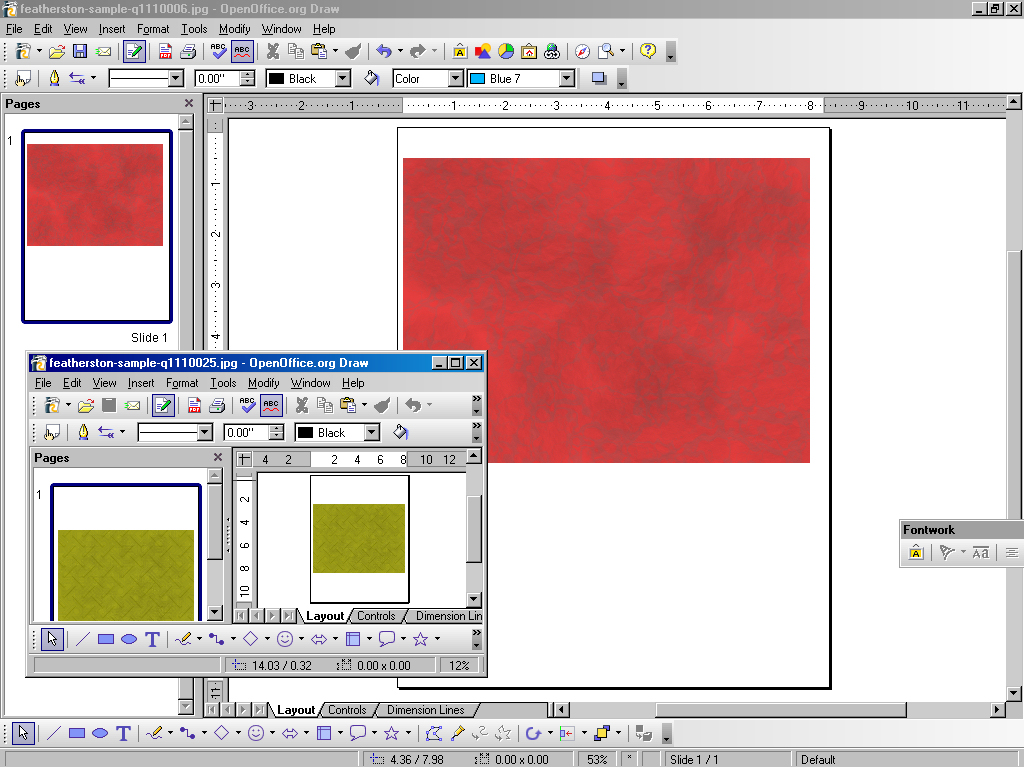 featherston-sample-q1110006.jpg - OpenOffice.org Draw
File Edit View Insert Format Tools Modify Window Help
0.00" Black Color Blue 7
Pages
3 2 1 1 2 3 4 5 6 7 8 9 10 11
1
1
2
3
4
Slide 1
featherston-sample-q1110025.jpg - OpenOffice.org Draw
File Edit View Insert Format Tools Modify Window Help
0.00" Black
Pages
4 2 2 4 6 8 10 12
1
2
4
6
8
10
Layout Controls Dimension Lin
14.03 / 0.32 0.00 x 0.00 12%
Fontwork
11
Layout Controls Dimension Lines
4.36 / 7.98 0.00 x 0.00 53% * Slide 1 / 1 Default